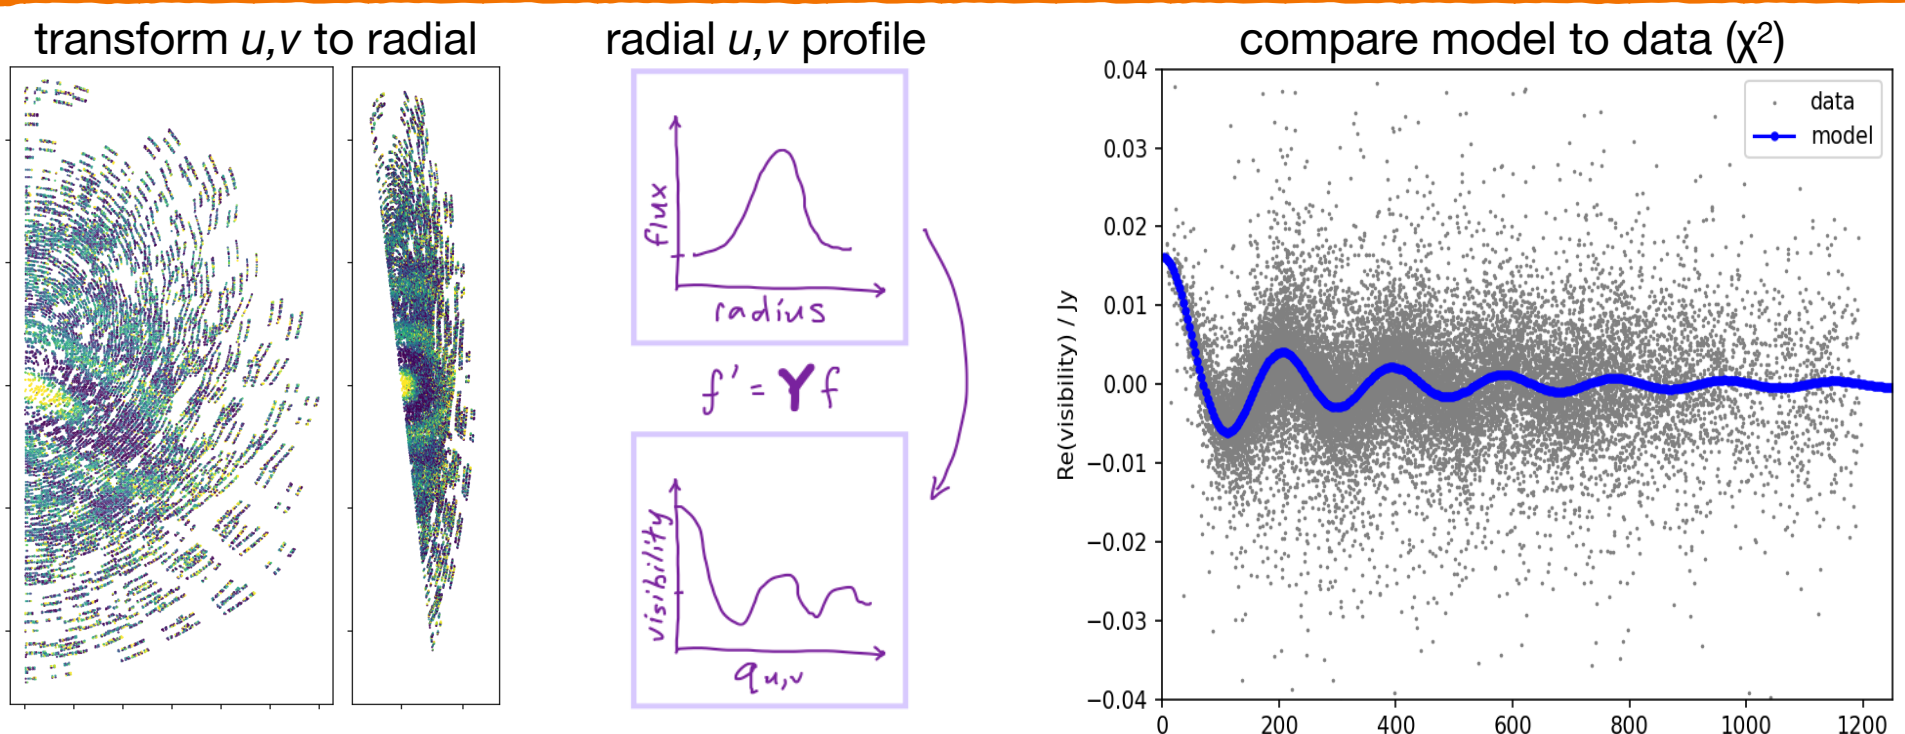 transform u,v to radial
radial u,v profile
flux
radius
f' = Y f
visibility
qu,v
compare model to data (χ²)
0.04
0.03
0.02
0.01
0.00
−0.01
−0.02
−0.03
−0.04
Re(visibility) / Jy
data
model
0 200 400 600 800 1000 1200